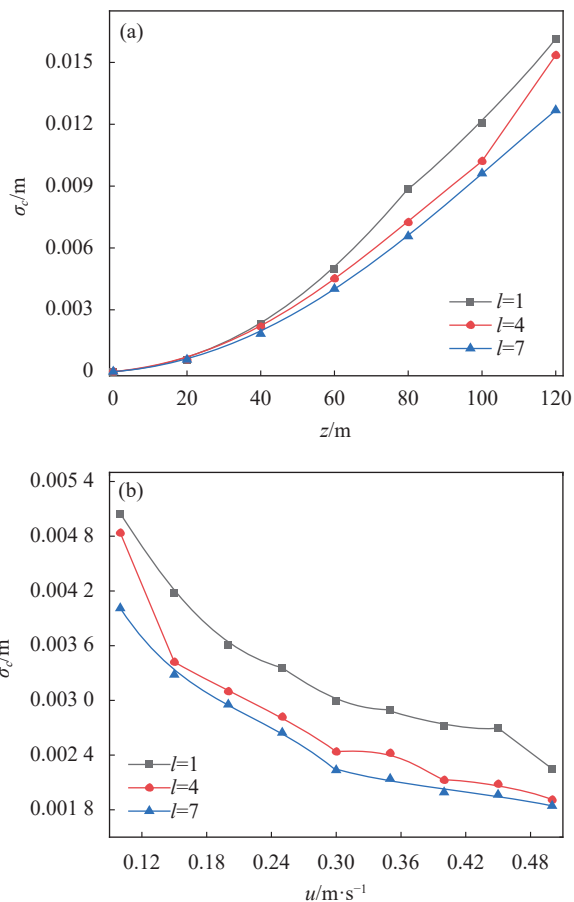 (a)
0.015
0.012
0.009
0.006
0.003
0
σc/m
0 20 40 60 80 100 120
z/m
l=1
l=4
l=7
(b)
0.005 4
0.004 8
0.004 2
0.003 6
0.003 0
0.002 4
0.001 8
σc/m
0.12 0.18 0.24 0.30 0.36 0.42 0.48
u/m·s⁻¹
l=1
l=4
l=7